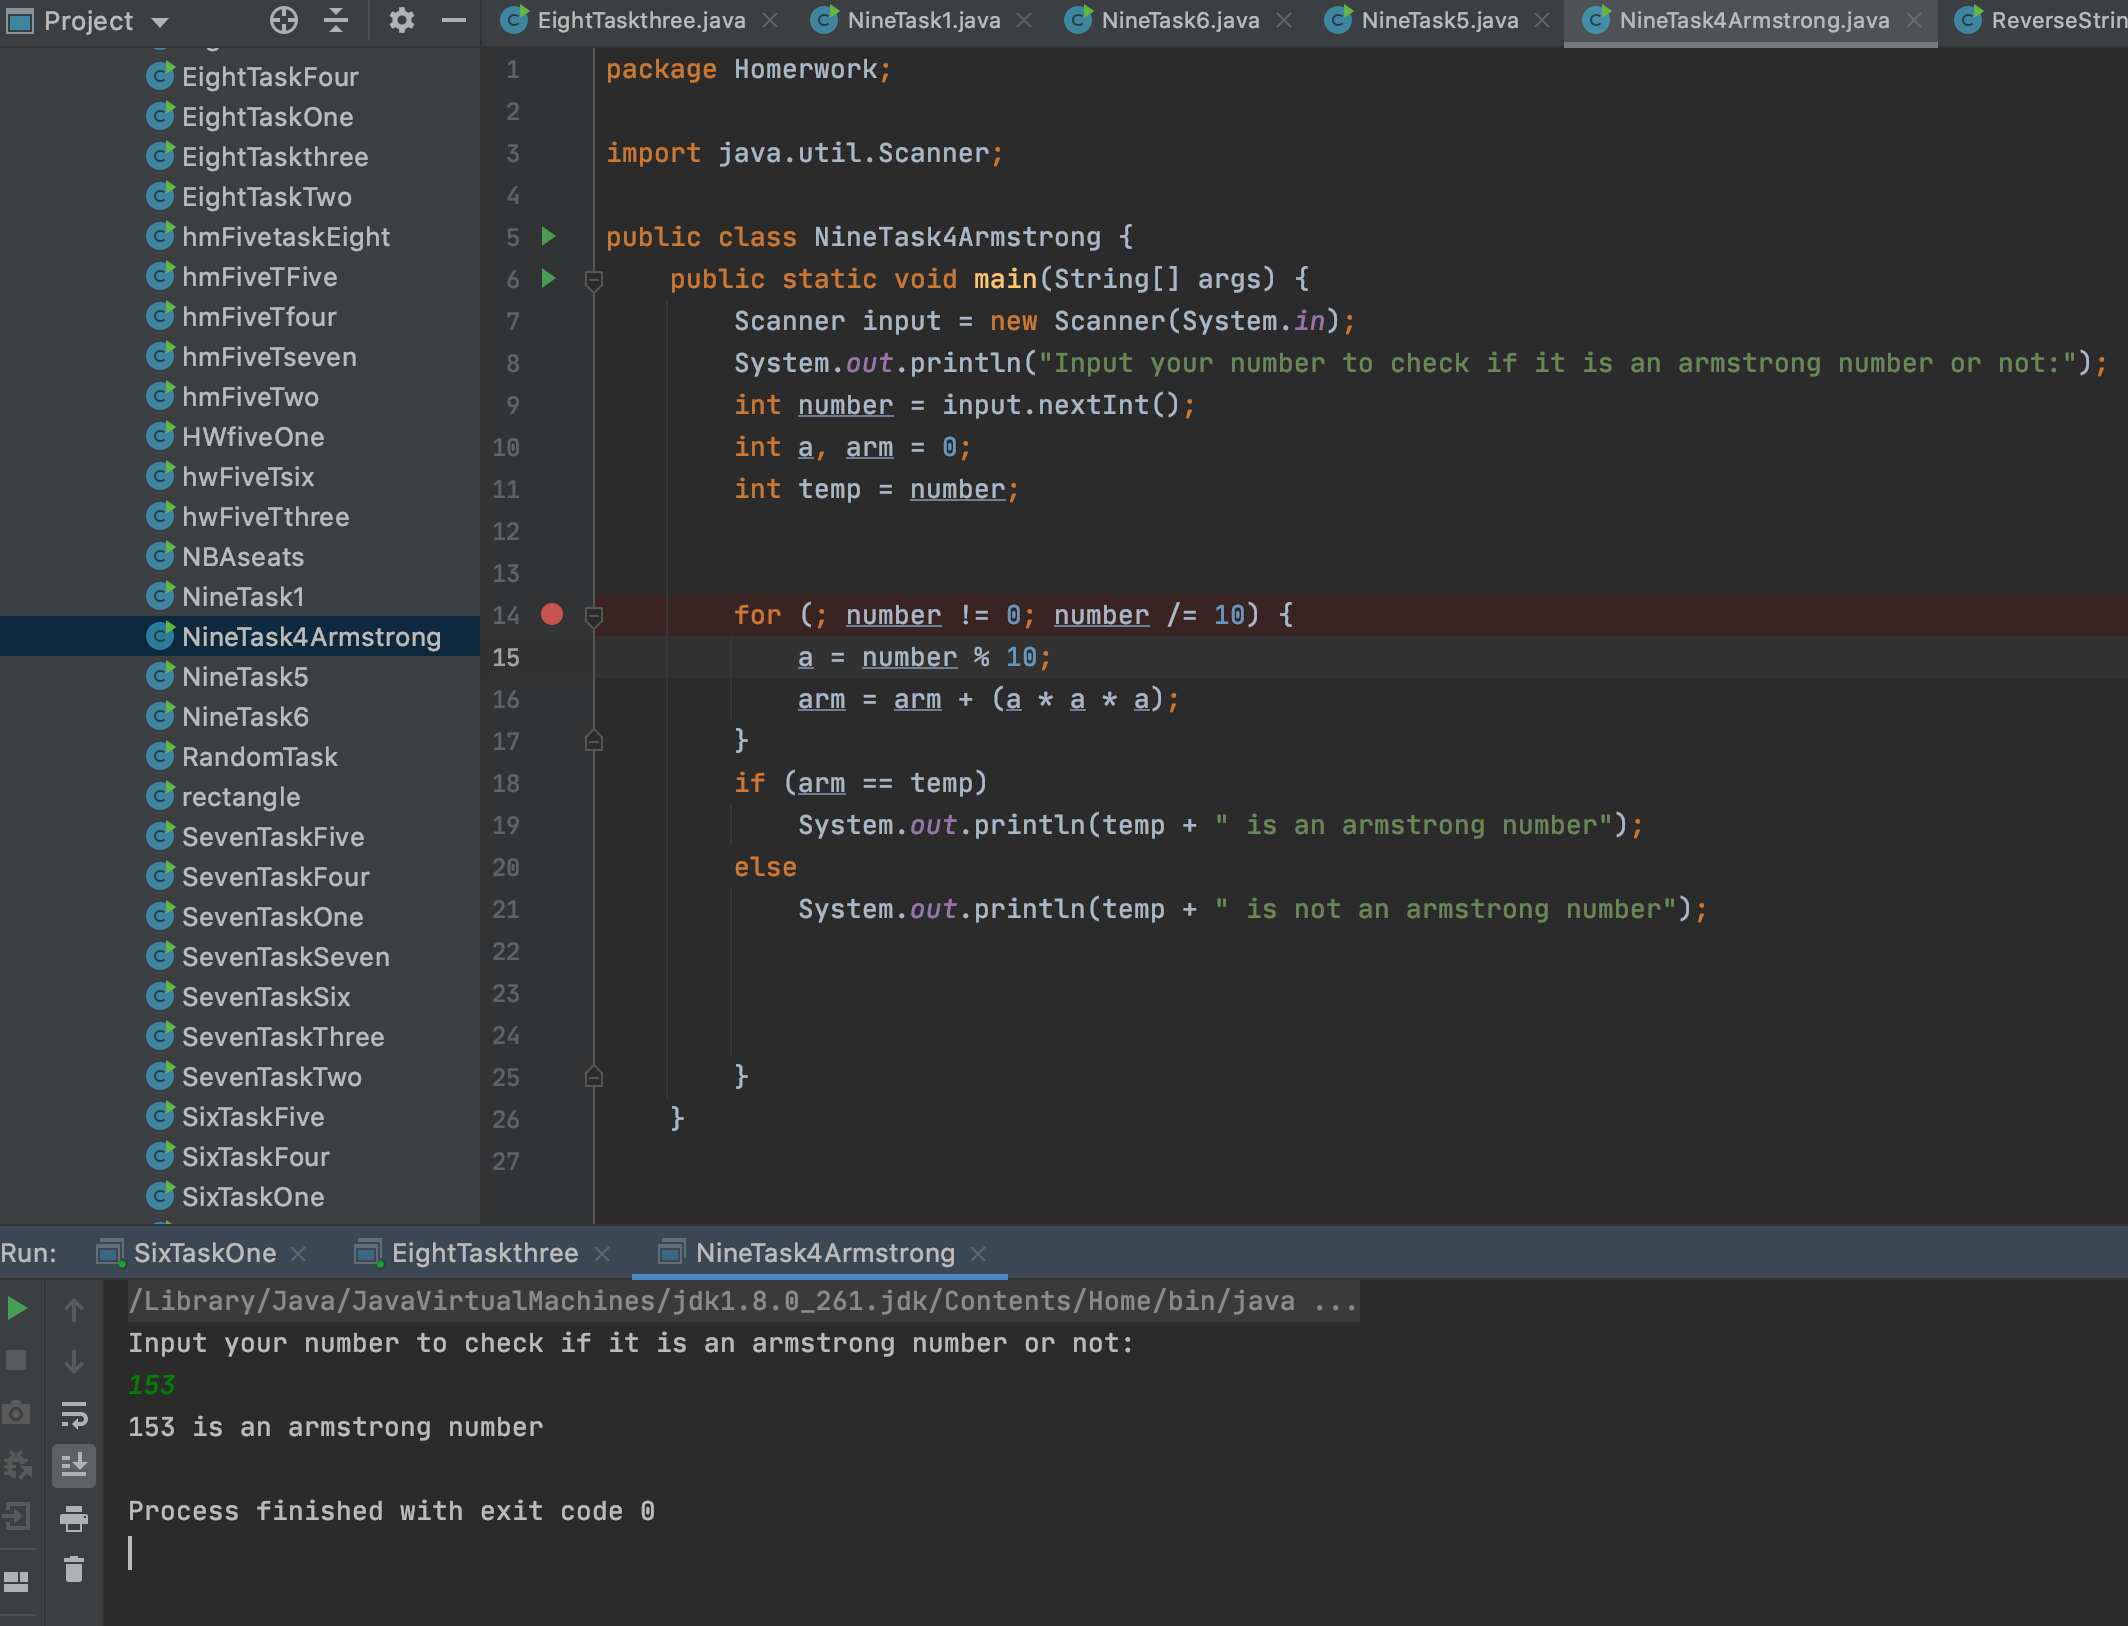 Project
EightTaskthree.java
NineTask1.java
NineTask6.java
NineTask5.java
NineTask4Armstrong.java
ReverseStrin
EightTaskFour
EightTaskOne
EightTaskthree
EightTaskTwo
hmFivetaskEight
hmFiveTFive
hmFiveTfour
hmFiveTseven
hmFiveTwo
HWfiveOne
hwFiveTsix
hwFiveTthree
NBAseats
NineTask1
NineTask4Armstrong
NineTask5
NineTask6
RandomTask
rectangle
SevenTaskFive
SevenTaskFour
SevenTaskOne
SevenTaskSeven
SevenTaskSix
SevenTaskThree
SevenTaskTwo
SixTaskFive
SixTaskFour
SixTaskOne
1 package Homerwork;
2
3 import java.util.Scanner;
4
5 public class NineTask4Armstrong {
6 public static void main(String[] args) {
7 Scanner input = new Scanner(System.in);
8 System.out.println("Input your number to check if it is an armstrong number or not:");
9 int number = input.nextInt();
10 int a, arm = 0;
11 int temp = number;
12
13
14 for (; number != 0; number /= 10) {
15 a = number % 10;
16 arm = arm + (a * a * a);
17 }
18 if (arm == temp)
19 System.out.println(temp + " is an armstrong number");
20 else
21 System.out.println(temp + " is not an armstrong number");
22
23
24
25 }
26 }
27
Run:
SixTaskOne
EightTaskthree
NineTask4Armstrong
/Library/Java/JavaVirtualMachines/jdk1.8.0_261.jdk/Contents/Home/bin/java ...
Input your number to check if it is an armstrong number or not:
153
153 is an armstrong number
Process finished with exit code 0